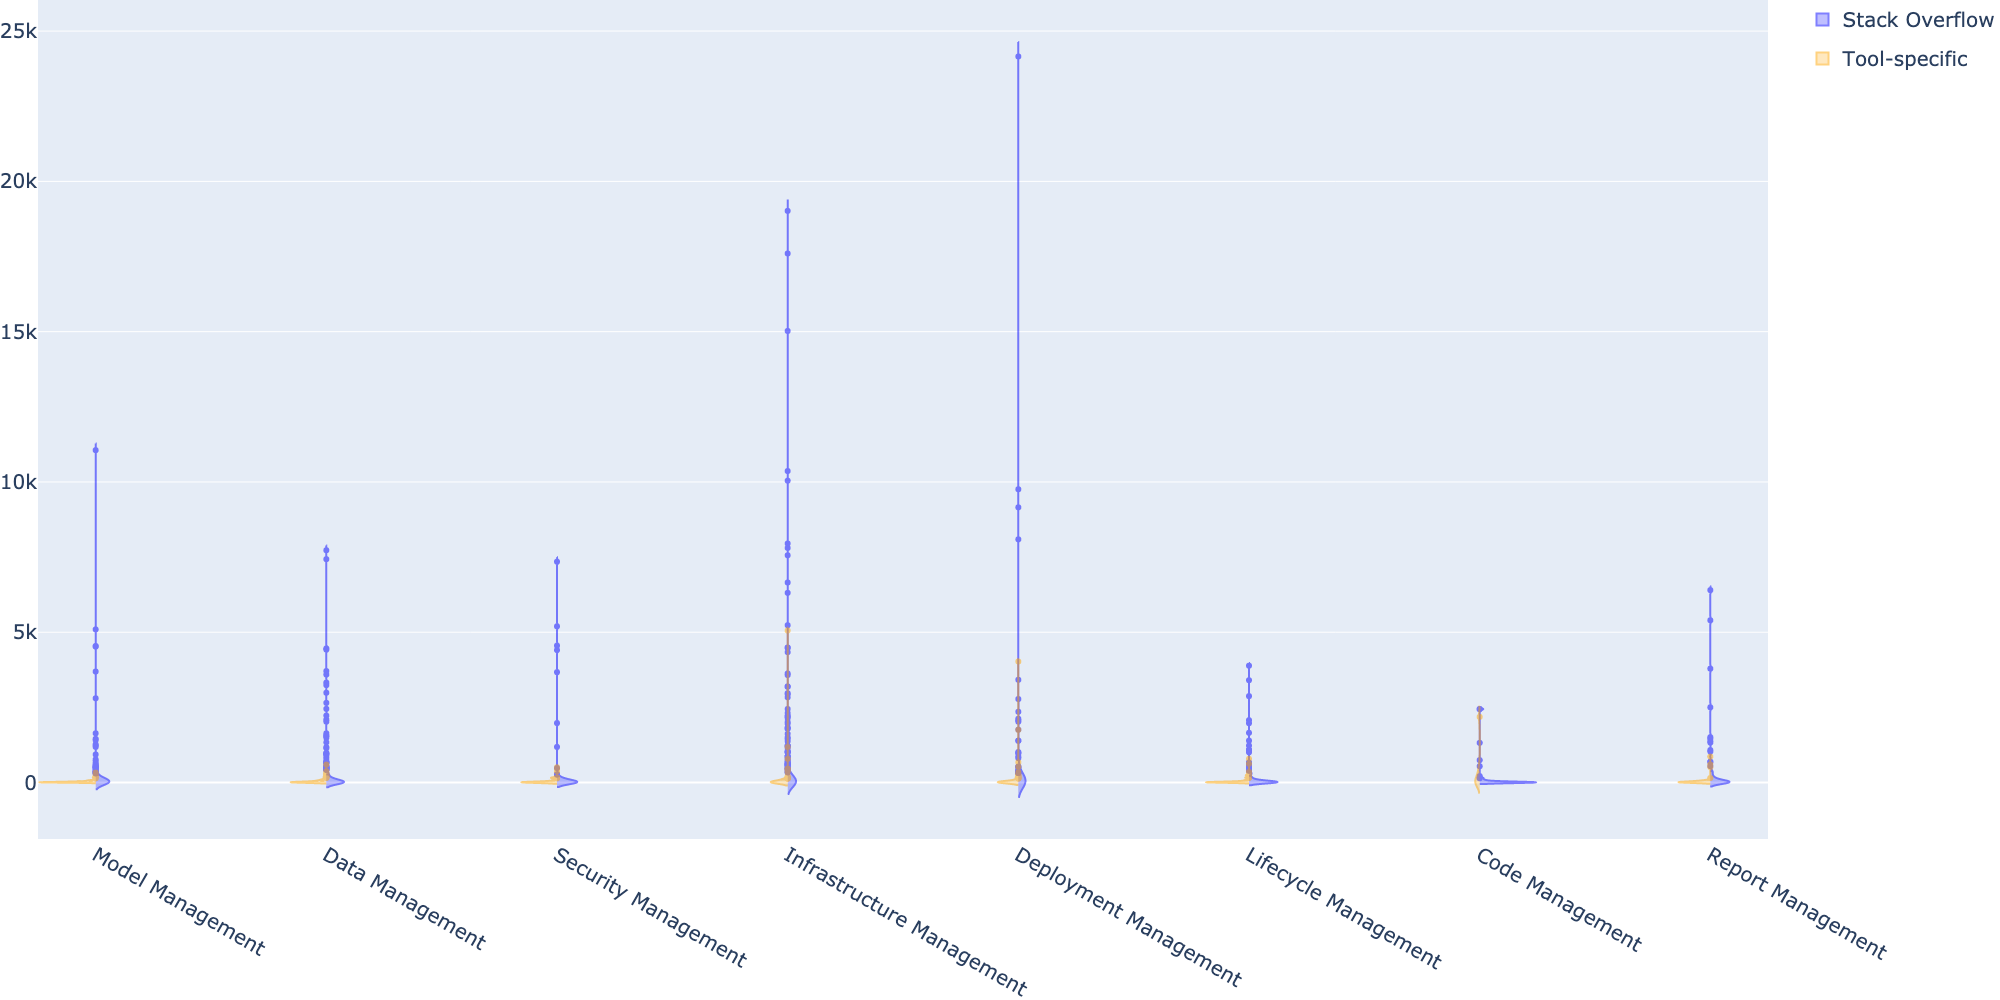 25k
20k
15k
10k
5k
0
Model Management
Data Management
Security Management
Infrastructure Management
Deployment Management
Lifecycle Management
Code Management
Report Management
Stack Overflow
Tool-specific